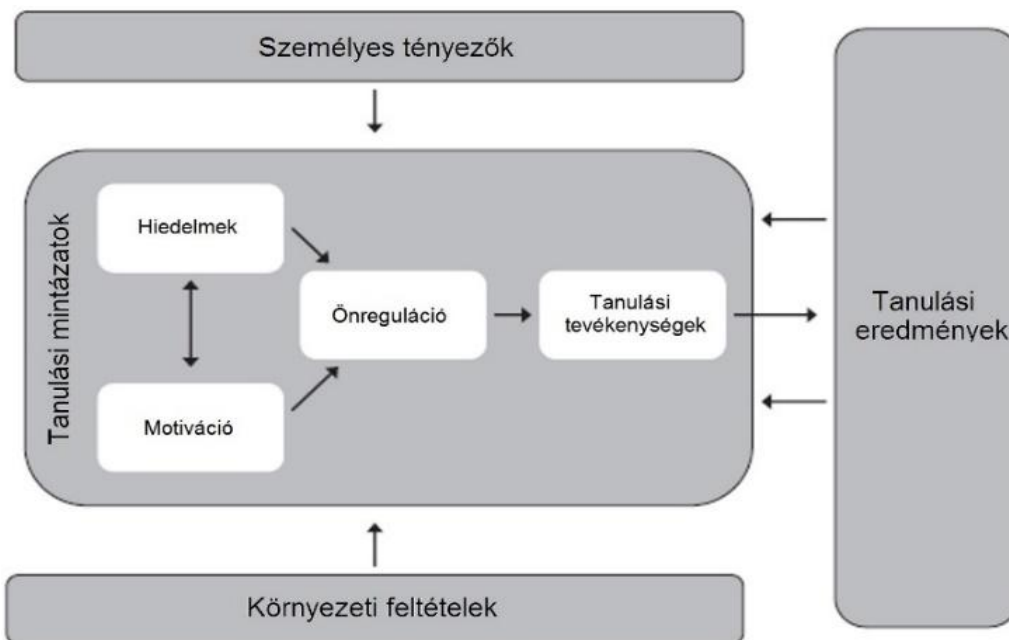 Személyes tényezők
Tanulási mintázatok
Hiedelmek
Önreguláció
Tanulási
tevékenységek
Motiváció
Tanulási
eredmények
Környezeti feltételek